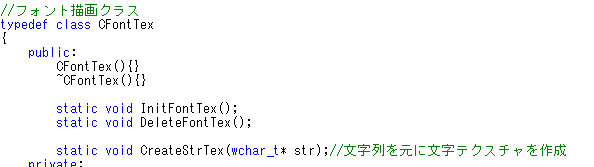 //フォント描画クラス
typedef class CFontTex
{
    public:
        CFontTex(){}
        ~CFontTex(){}
        static void InitFontTex();
        static void DeleteFontTex();
        static void CreateStrTex(wchar_t* str);//文字列を元に文字テクスチャを作成
    private: